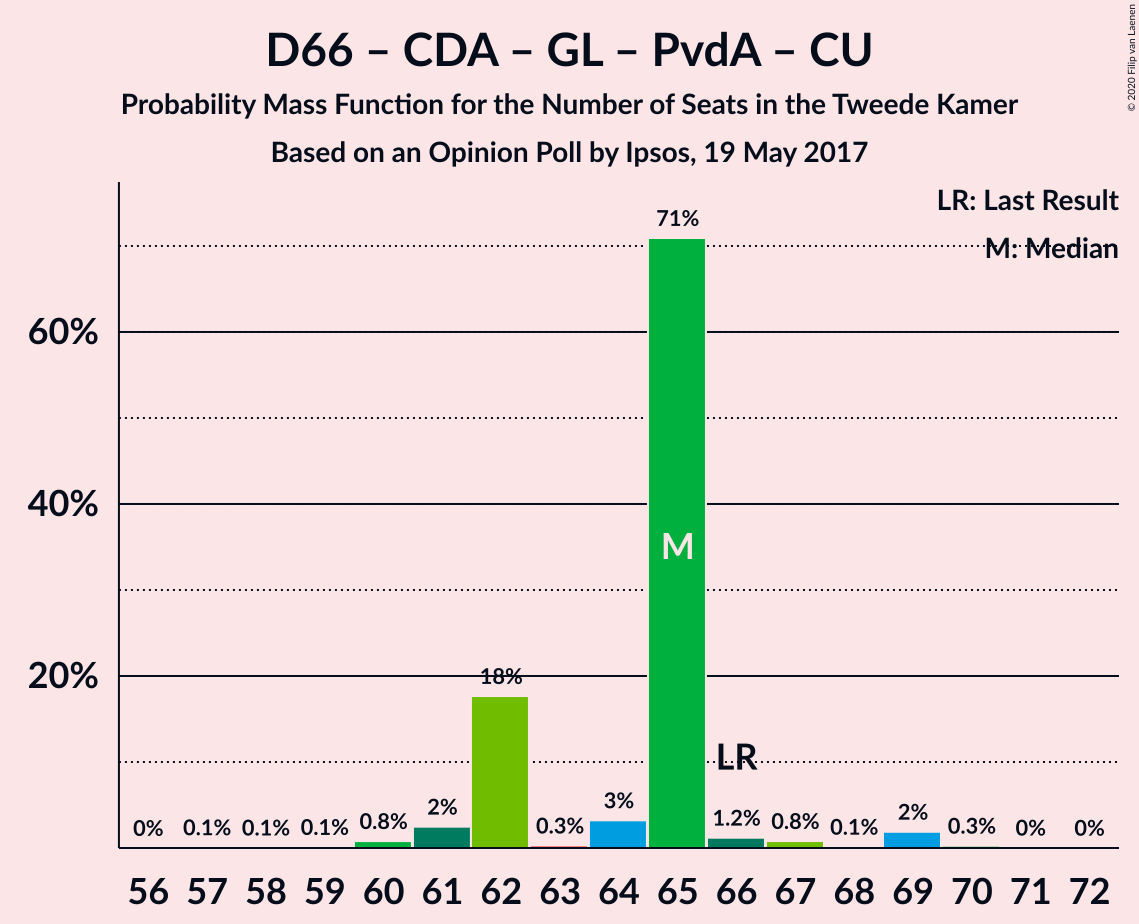 D66 – CDA – GL – PvdA – CU
Probability Mass Function for the Number of Seats in the Tweede Kamer
Based on an Opinion Poll by Ipsos, 19 May 2017
© 2020 Filip van Laenen
LR: Last Result
M: Median
60%
40%
20%
0%
0.1%
0.1%
0.1%
0.8%
2%
18%
0.3%
3%
71%
M
LR
1.2%
0.8%
0.1%
2%
0.3%
0%
0%
56 57 58 59 60 61 62 63 64 65 66 67 68 69 70 71 72